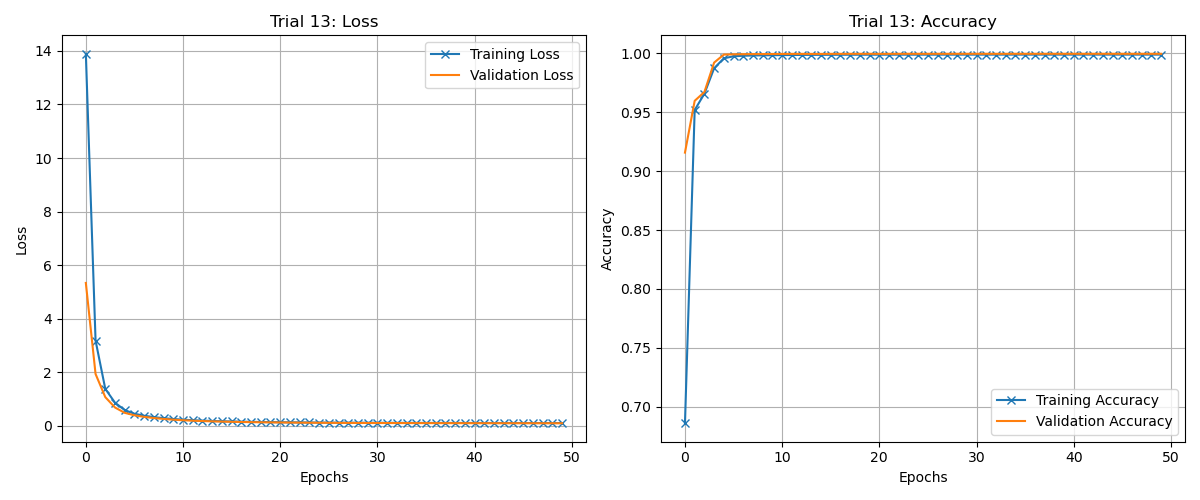 Trial 13: Loss
14
12
10
8
6
4
2
0
Loss
0
10
20
30
40
50
Epochs
Training Loss
Validation Loss
Trial 13: Accuracy
1.00
0.95
0.90
0.85
0.80
0.75
0.70
Accuracy
0
10
20
30
40
50
Epochs
Training Accuracy
Validation Accuracy